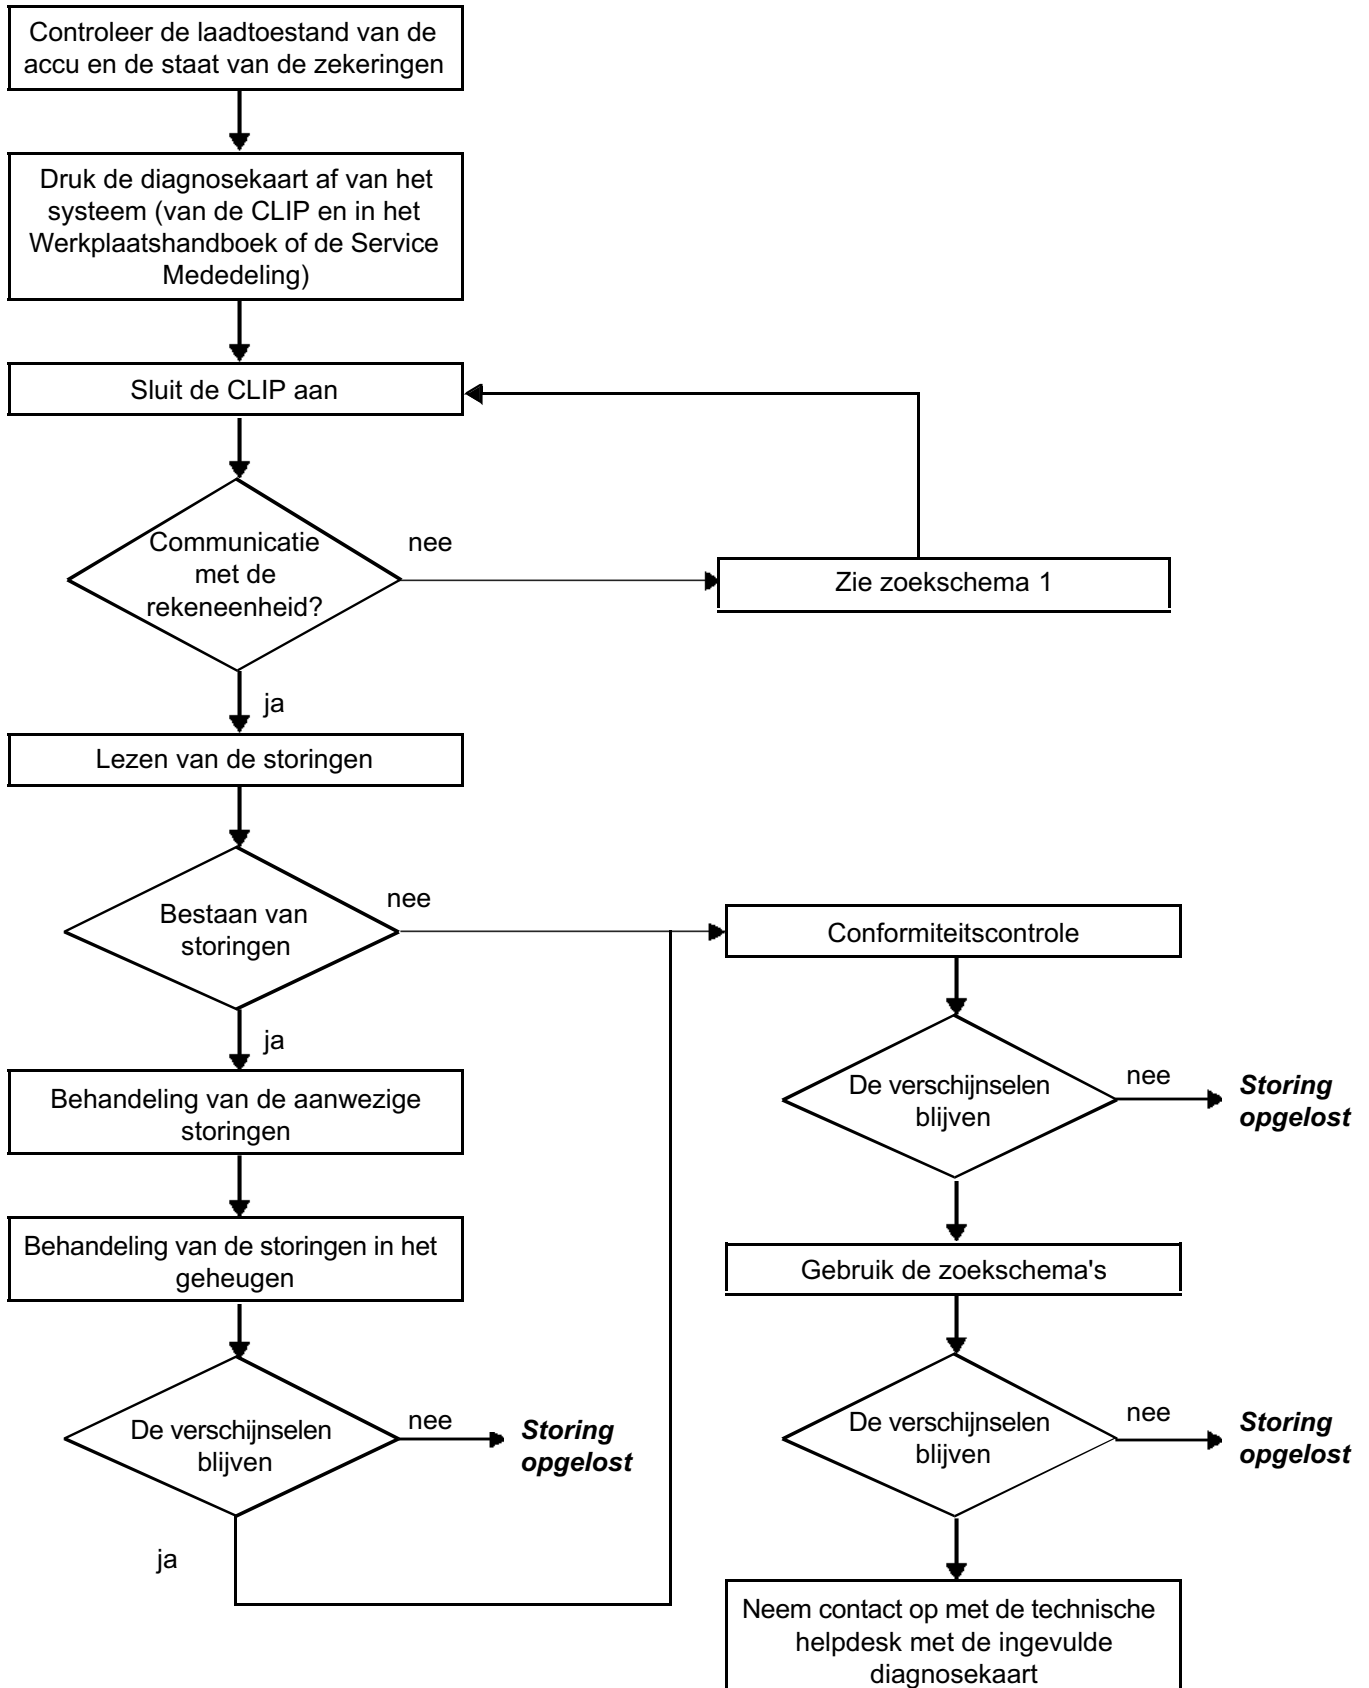 Controleer de laadtoestand van de
accu en de staat van de zekeringen
Druk de diagnosekaart af van het
systeem (van de CLIP en in het
Werkplaatshandboek of de Service
Mededeling)
Sluit de CLIP aan
Communicatie
met de
rekeneenheid?
nee
Zie zoekschema 1
ja
Lezen van de storingen
Bestaan van
storingen
nee
ja
Behandeling van de aanwezige
storingen
Behandeling van de storingen in het
geheugen
De verschijnselen
blijven
nee
Storing
opgelost
ja
Conformiteitscontrole
De verschijnselen
blijven
nee
Storing
opgelost
Gebruik de zoekschema's
De verschijnselen
blijven
nee
Storing
opgelost
Neem contact op met de technische
helpdesk met de ingevulde
diagnosekaart